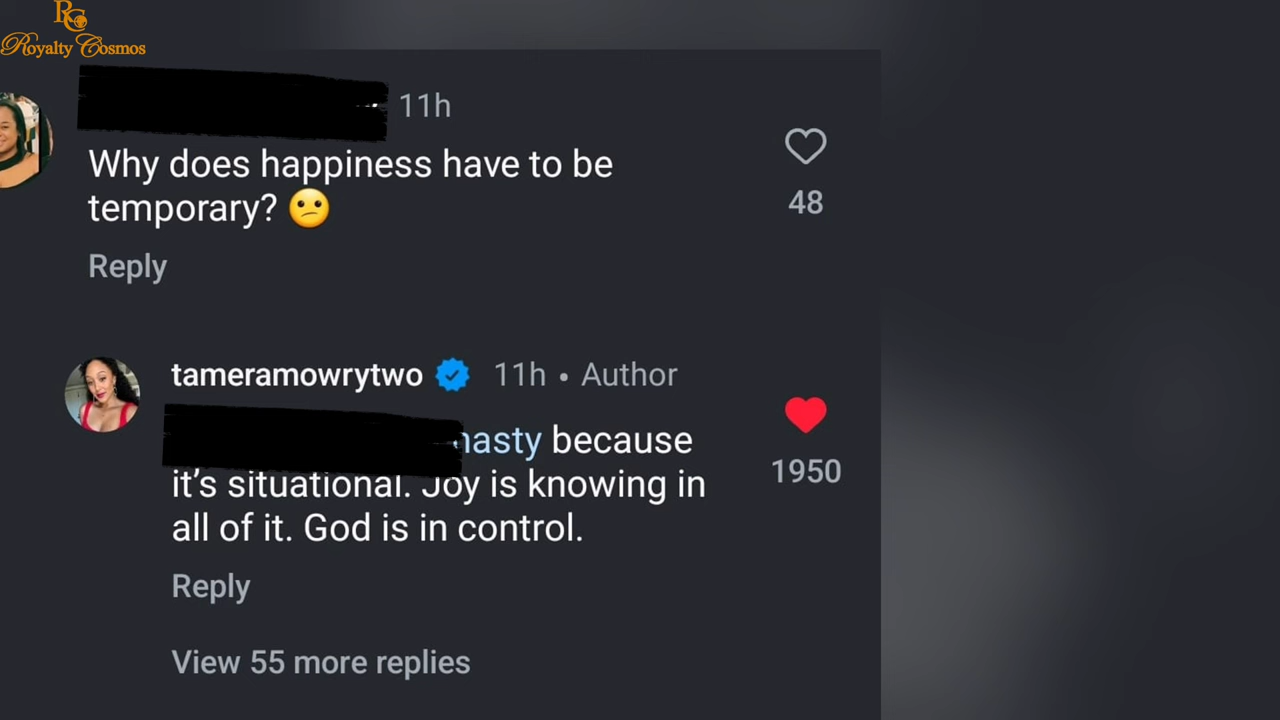 RC
Royalty Cosmos
11h
Why does happiness have to be
temporary? 😕
48
Reply
tameramowrytwo 11h • Author
nasty because
it’s situational. Joy is knowing in
1950
all of it. God is in control.
Reply
View 55 more replies